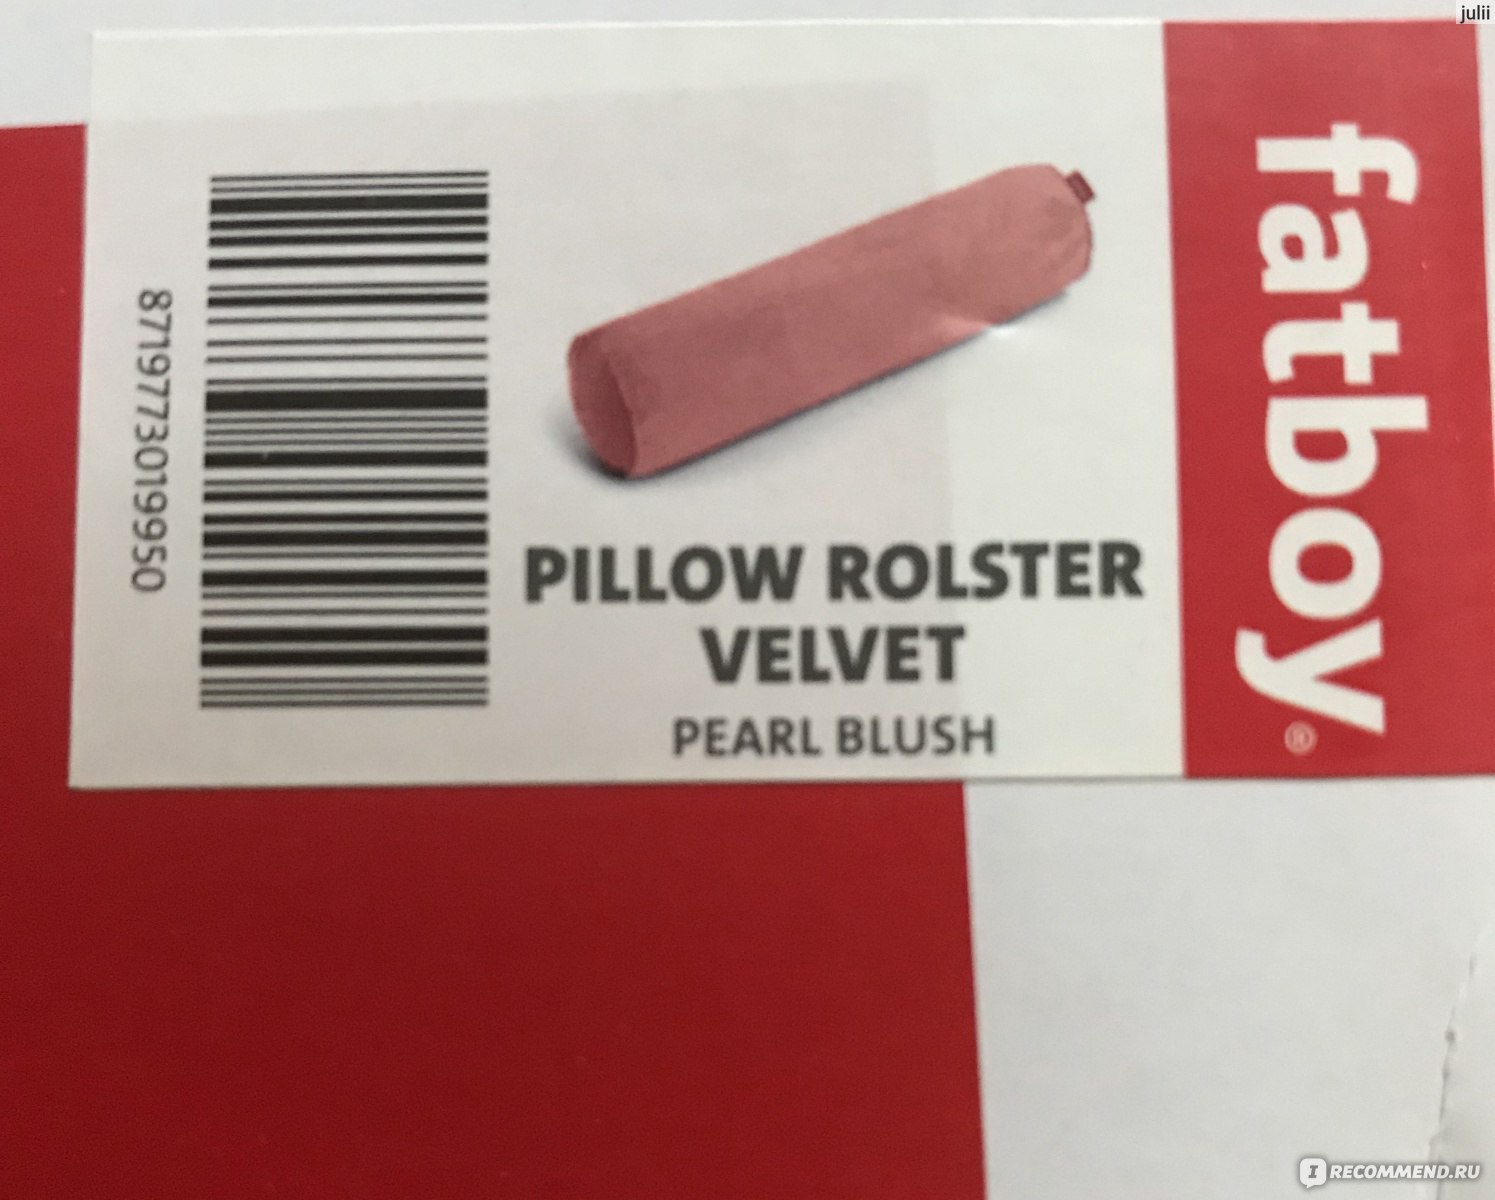 julii
fatboy®
8719773019950
PILLOW ROLSTER
VELVET
PEARL BLUSH
I RECOMMEND.RU